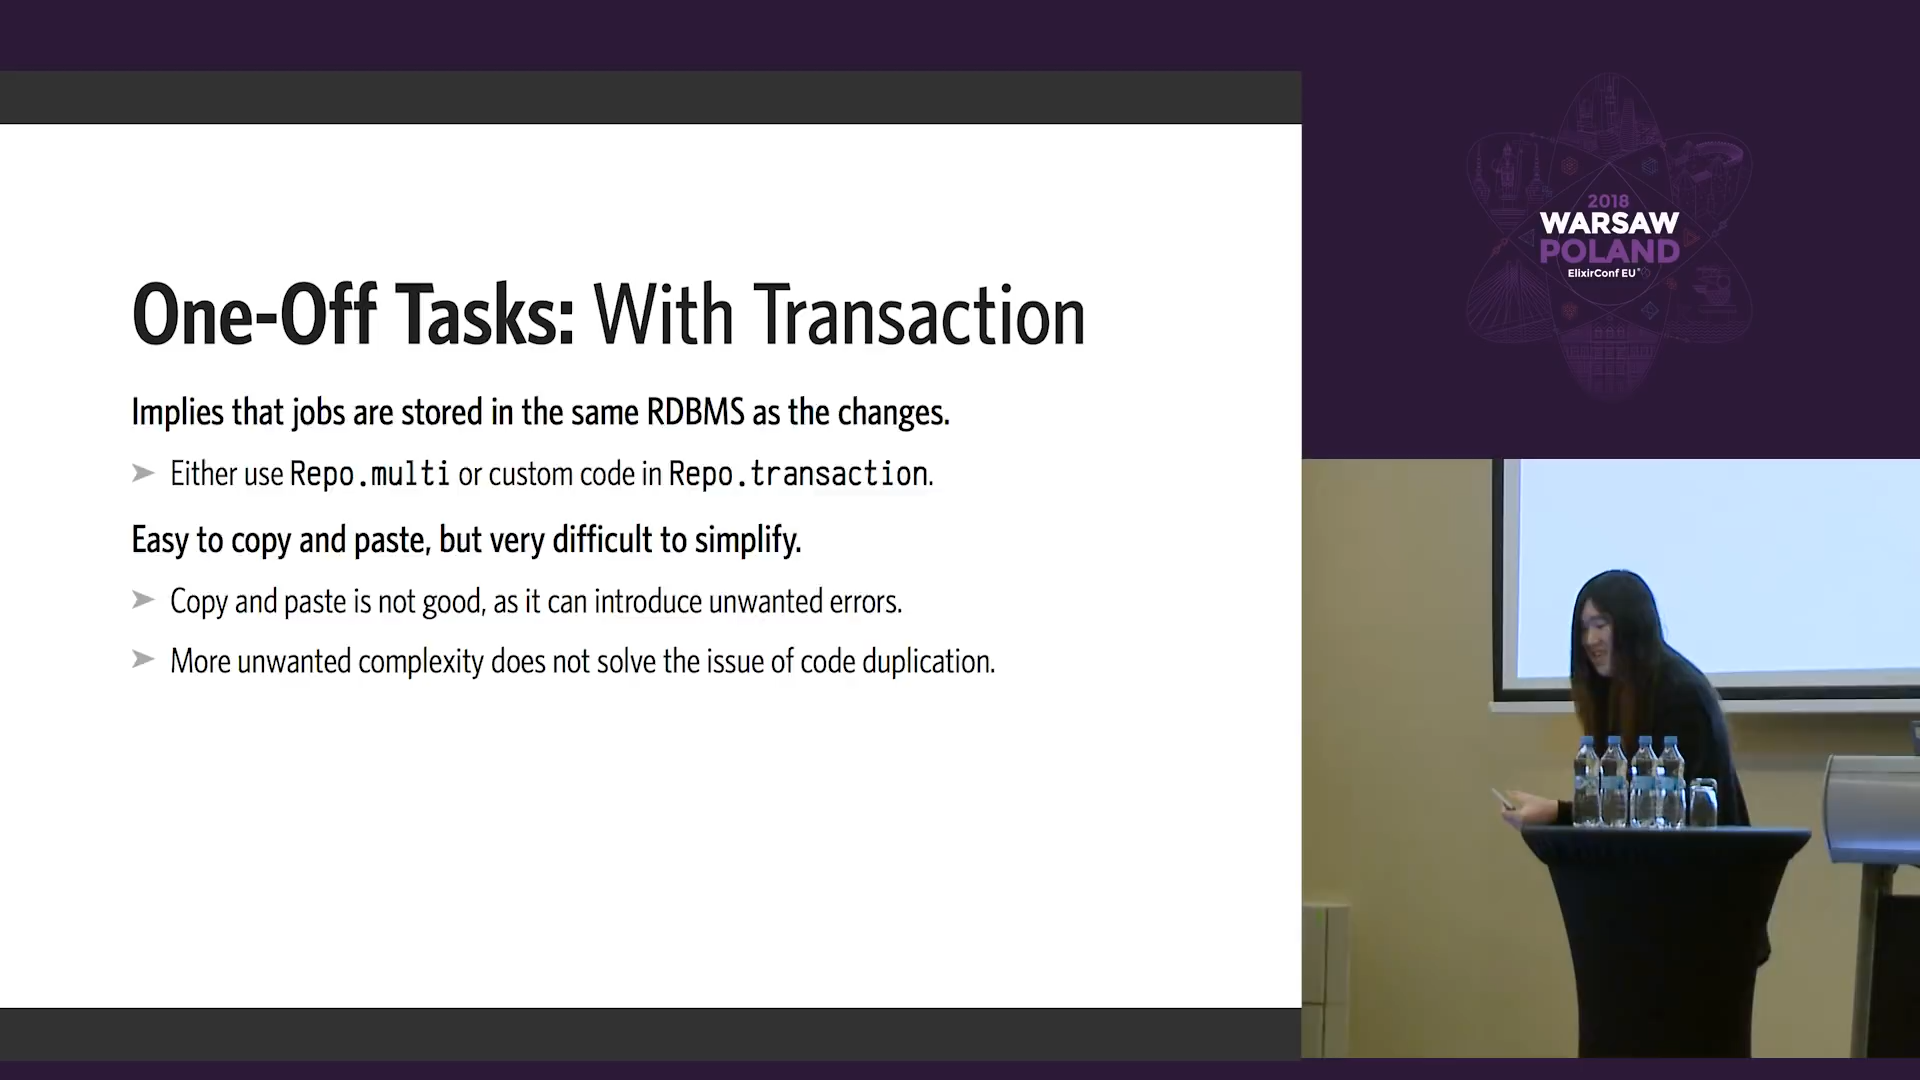 One-Off Tasks: With Transaction
Implies that jobs are stored in the same RDBMS as the changes.
➤ Either use Repo.multi or custom code in Repo.transaction.
Easy to copy and paste, but very difficult to simplify.
➤ Copy and paste is not good, as it can introduce unwanted errors.
➤ More unwanted complexity does not solve the issue of code duplication.
2018
WARSAW
POLAND
ElixirConf EU